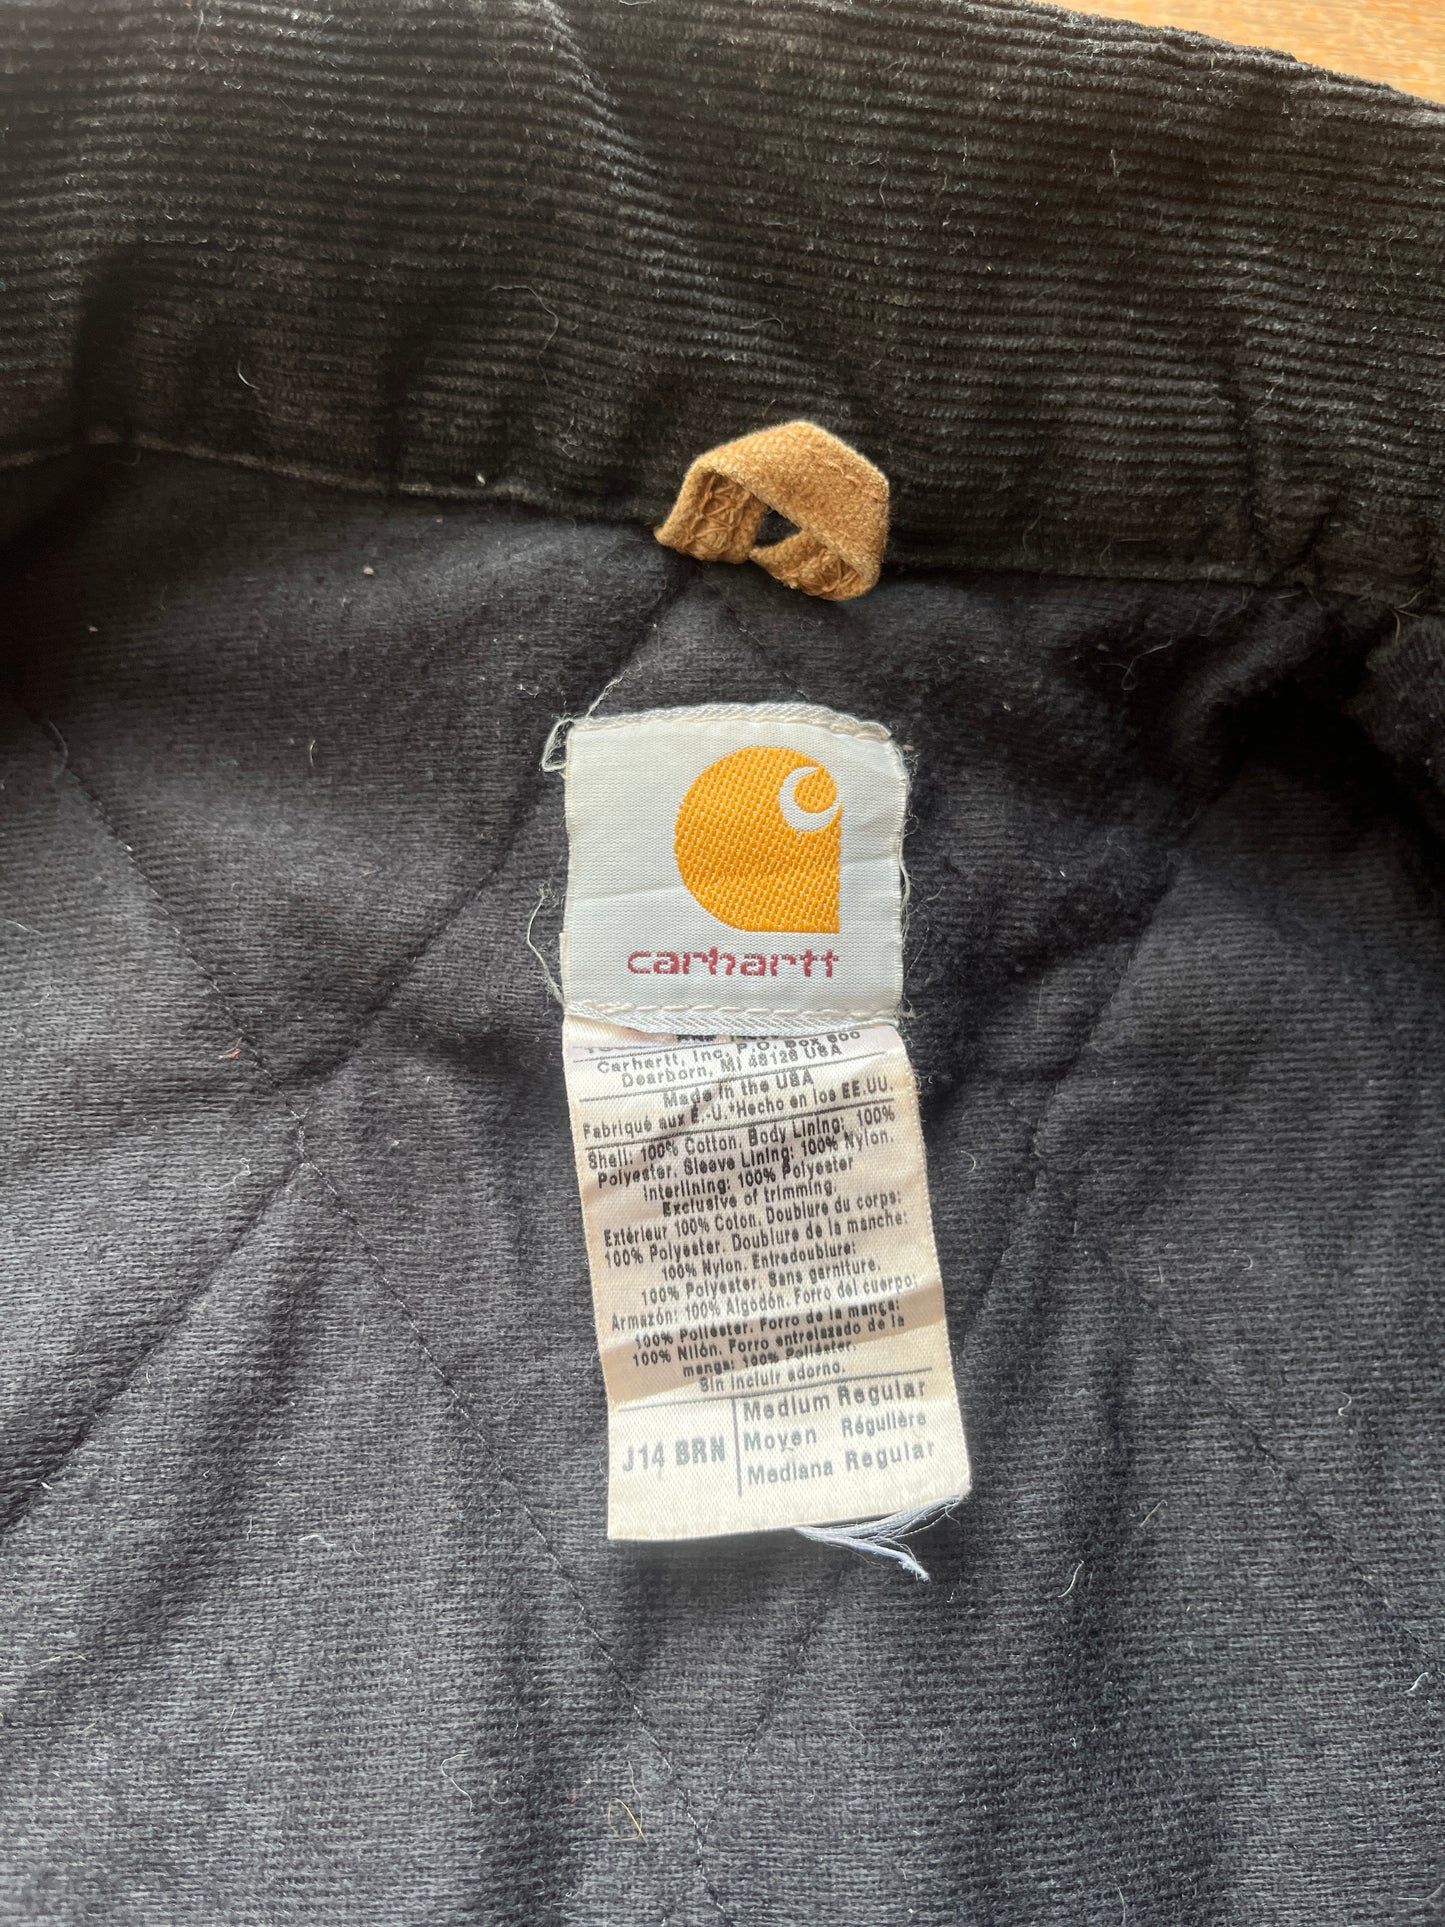 carhartt
Carhartt, Inc. P.O. Box 600
Dearborn, MI 48126 USA
Made in the USA
Fabriqué aux É.-U.*Hecho en los EE.UU.
Shell: 100% Cotton. Body Lining: 100%
Polyester. Sleeve Lining: 100% Nylon.
Interlining: 100% Polyester
Exclusive of trimming.
Extérieur 100% Coton. Doublure du corps:
100% Polyester. Doublure de la manche:
100% Nylon. Entredoublure:
100% Polyester. Sans garniture.
Armazón: 100% Algodón. Forro del cuerpo:
100% Poliéster. Forro de la manga:
100% Nilón. Forro entrelazado de la
manga: 100% Poliéster.
Sin incluir adorno.
J14 BRN
Medium Regular
Moyen Régulière
Mediana Regular